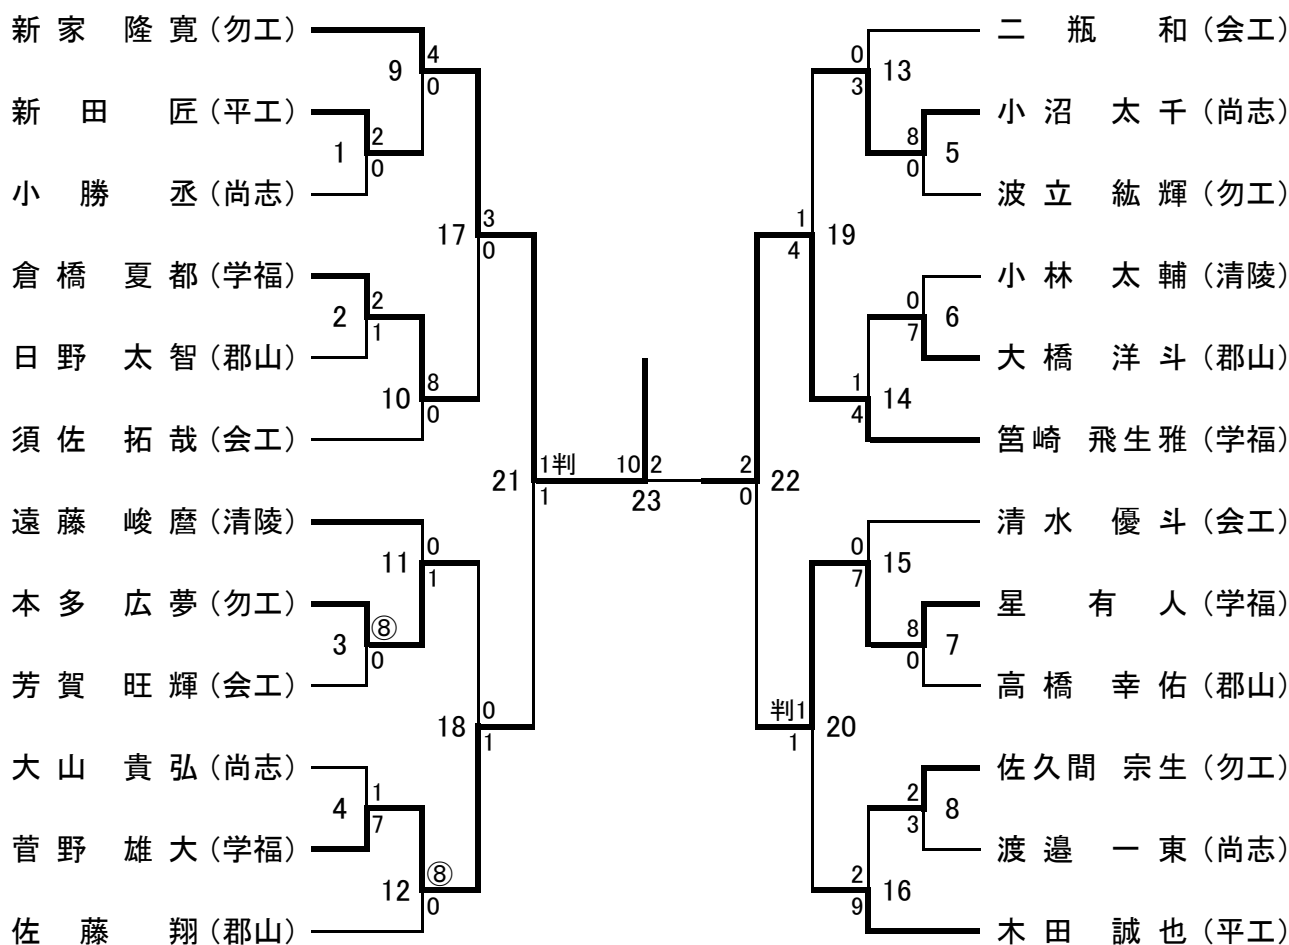 新家 隆寛(勿工)
4
9
0
新田 匠(平工)
2
1
0
小勝 丞(尚志)
3
17
0
倉橋 夏都(学福)
2
2
1
日野 太智(郡山)
8
10
0
須佐 拓哉(会工)
1判
21
1
遠藤 峻麿(清陵)
0
11
1
本多 広夢(勿工)
⑧
3
0
芳賀 旺輝(会工)
0
18
1
大山 貴弘(尚志)
1
4
7
菅野 雄大(学福)
⑧
12
0
佐藤 翔(郡山)
10 2
23
二瓶 和(会工)
0
13
3
小沼 太千(尚志)
8
5
0
波立 紘輝(勿工)
1
19
4
小林 太輔(清陵)
0
6
7
大橋 洋斗(郡山)
1
14
4
筥崎 飛生雅(学福)
2
22
0
清水 優斗(会工)
0
15
7
星 有人(学福)
8
7
0
高橋 幸佑(郡山)
判1
20
1
佐久間 宗生(勿工)
2
8
3
渡邉 一東(尚志)
2
16
9
木田 誠也(平工)